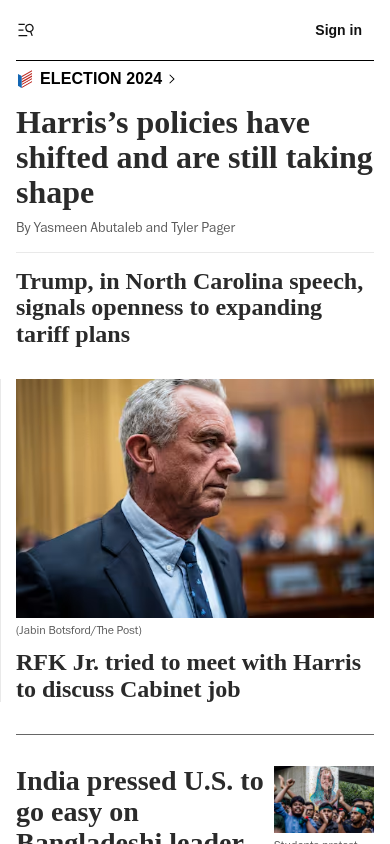 Sign in
ELECTION 2024
Harris’s policies have
shifted and are still taking
shape
By Yasmeen Abutaleb and Tyler Pager
Trump, in North Carolina speech,
signals openness to expanding
tariff plans
(Jabin Botsford/The Post)
RFK Jr. tried to meet with Harris
to discuss Cabinet job
India pressed U.S. to
go easy on
Bangladeshi leader
Students protest